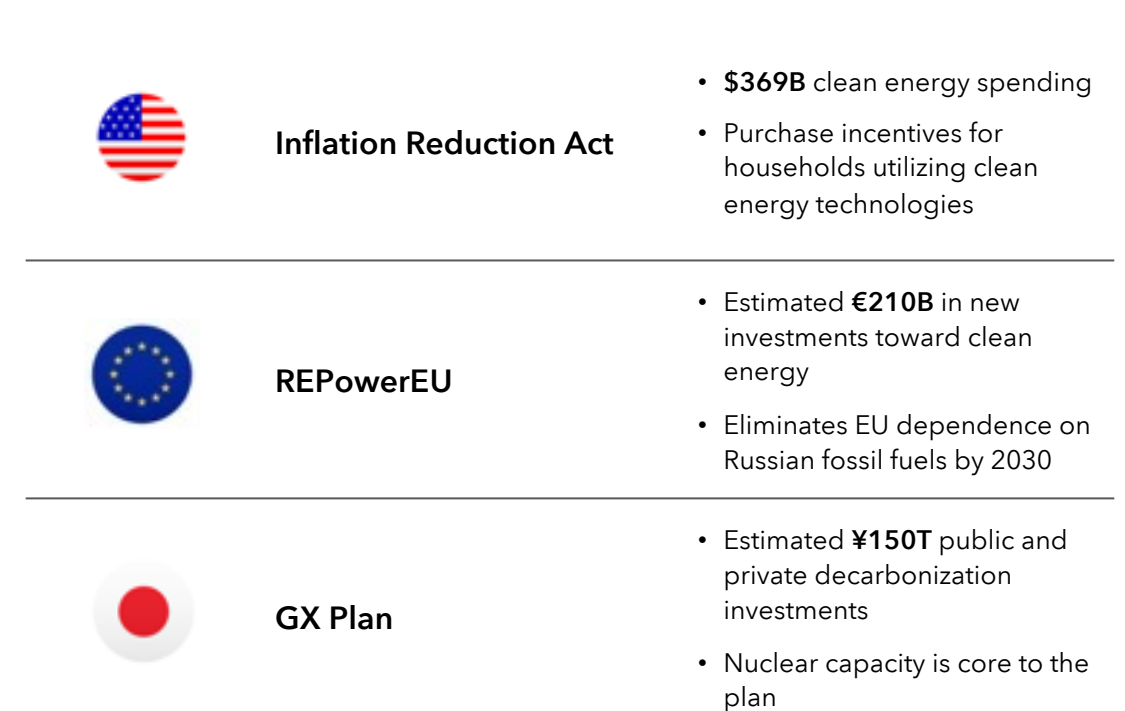 • $369B clean energy spending
Inflation Reduction Act
• Purchase incentives for
households utilizing clean
energy technologies
• Estimated €210B in new
investments toward clean
energy
REPowerEU
• Eliminates EU dependence on
Russian fossil fuels by 2030
• Estimated ¥150T public and
private decarbonization
investments
GX Plan
• Nuclear capacity is core to the
plan